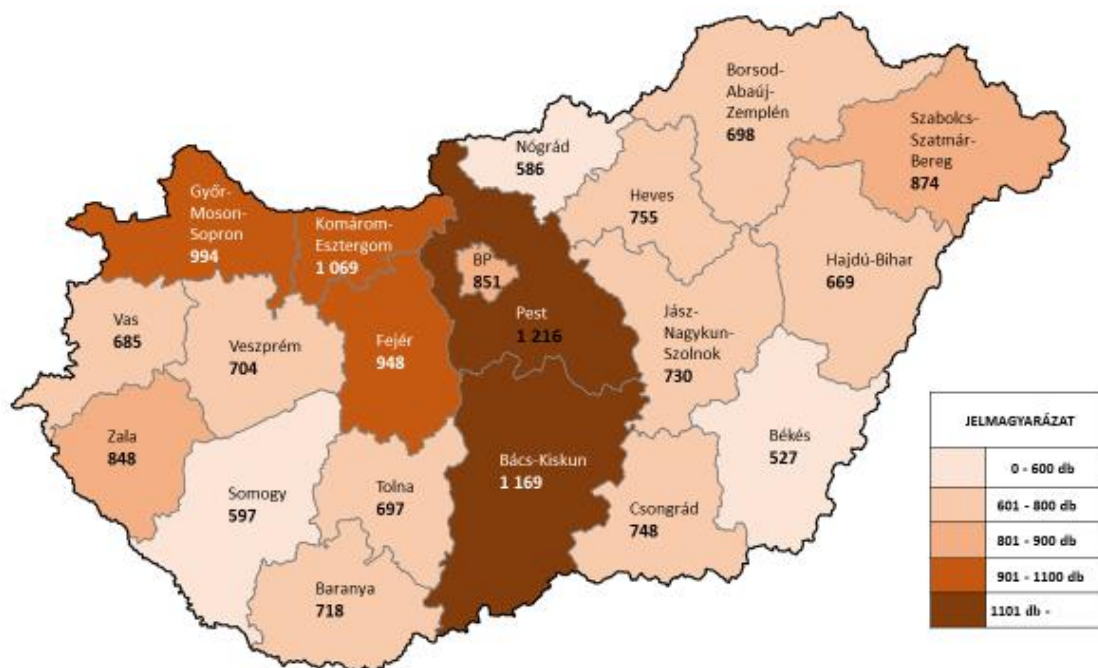 Borsod-
Abaúj-
Zemplén
698
Szabolcs-
Szatmár-
Bereg
874
Nógrád
586
Heves
755
Győr-
Moson-
Sopron
994
Komárom-
Esztergom
1 069
BP
851
Hajdú-Bihar
669
Pest
1 216
Jász-
Nagykun-
Szolnok
730
Vas
685
Veszprém
704
Fejér
948
Zala
848
Somogy
597
Tolna
697
Bács-Kiskun
1 169
Csongrád
748
Békés
527
Baranya
718
JELMAGYARÁZAT
0 - 600 db
601 - 800 db
801 - 900 db
901 - 1100 db
1101 db -